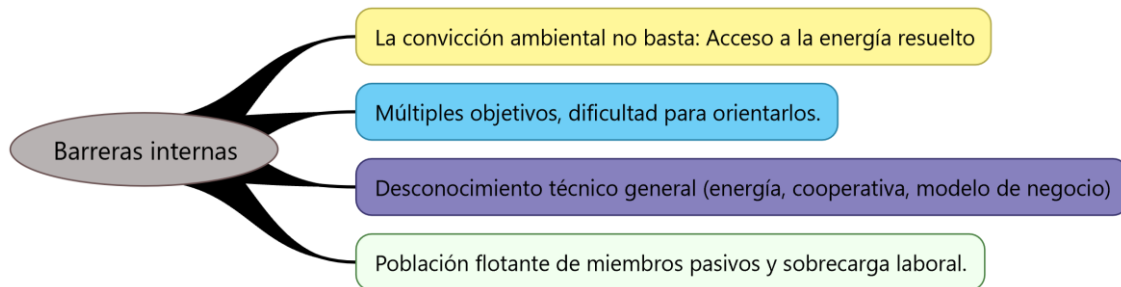 La convicción ambiental no basta: Acceso a la energía resuelto
Múltiples objetivos, dificultad para orientarlos.
Barreras internas
Desconocimiento técnico general (energía, cooperativa, modelo de negocio)
Población flotante de miembros pasivos y sobrecarga laboral.